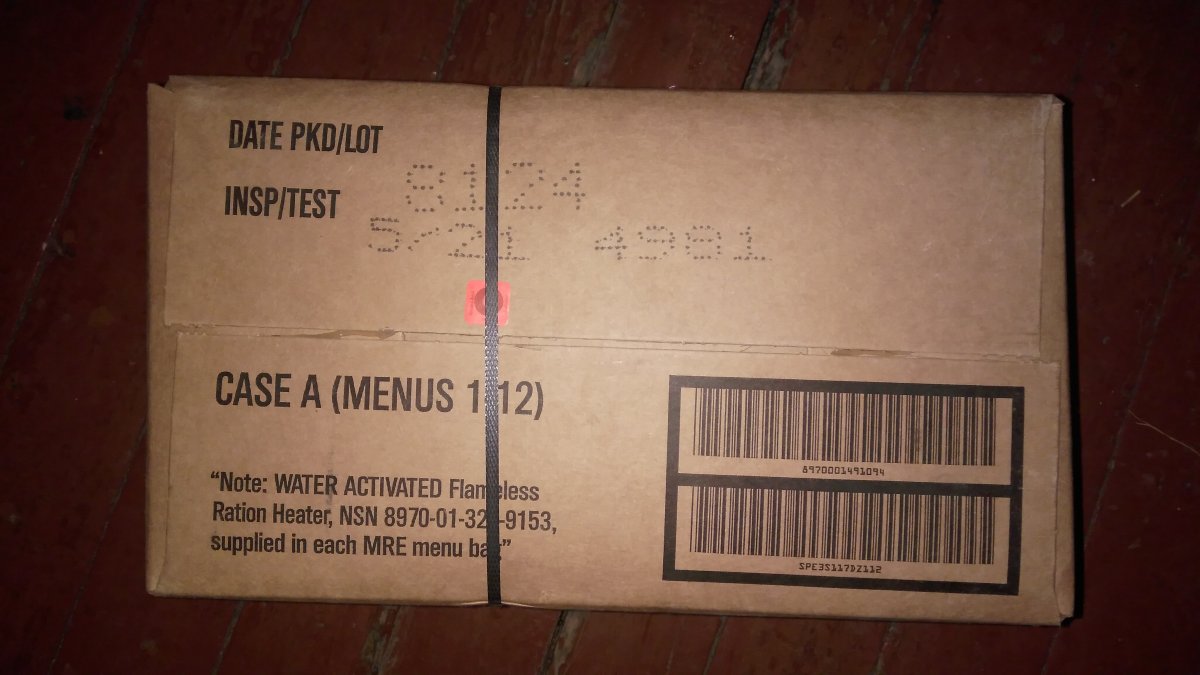 DATE PKD/LOT
8124
INSP/TEST
5/21 4981
CASE A (MENUS 1 12)
"Note: WATER ACTIVATED Flameless
Ration Heater, NSN 8970-01-32 -9153,
supplied in each MRE menu bag."
8970001491094
SPE3S117DZ112